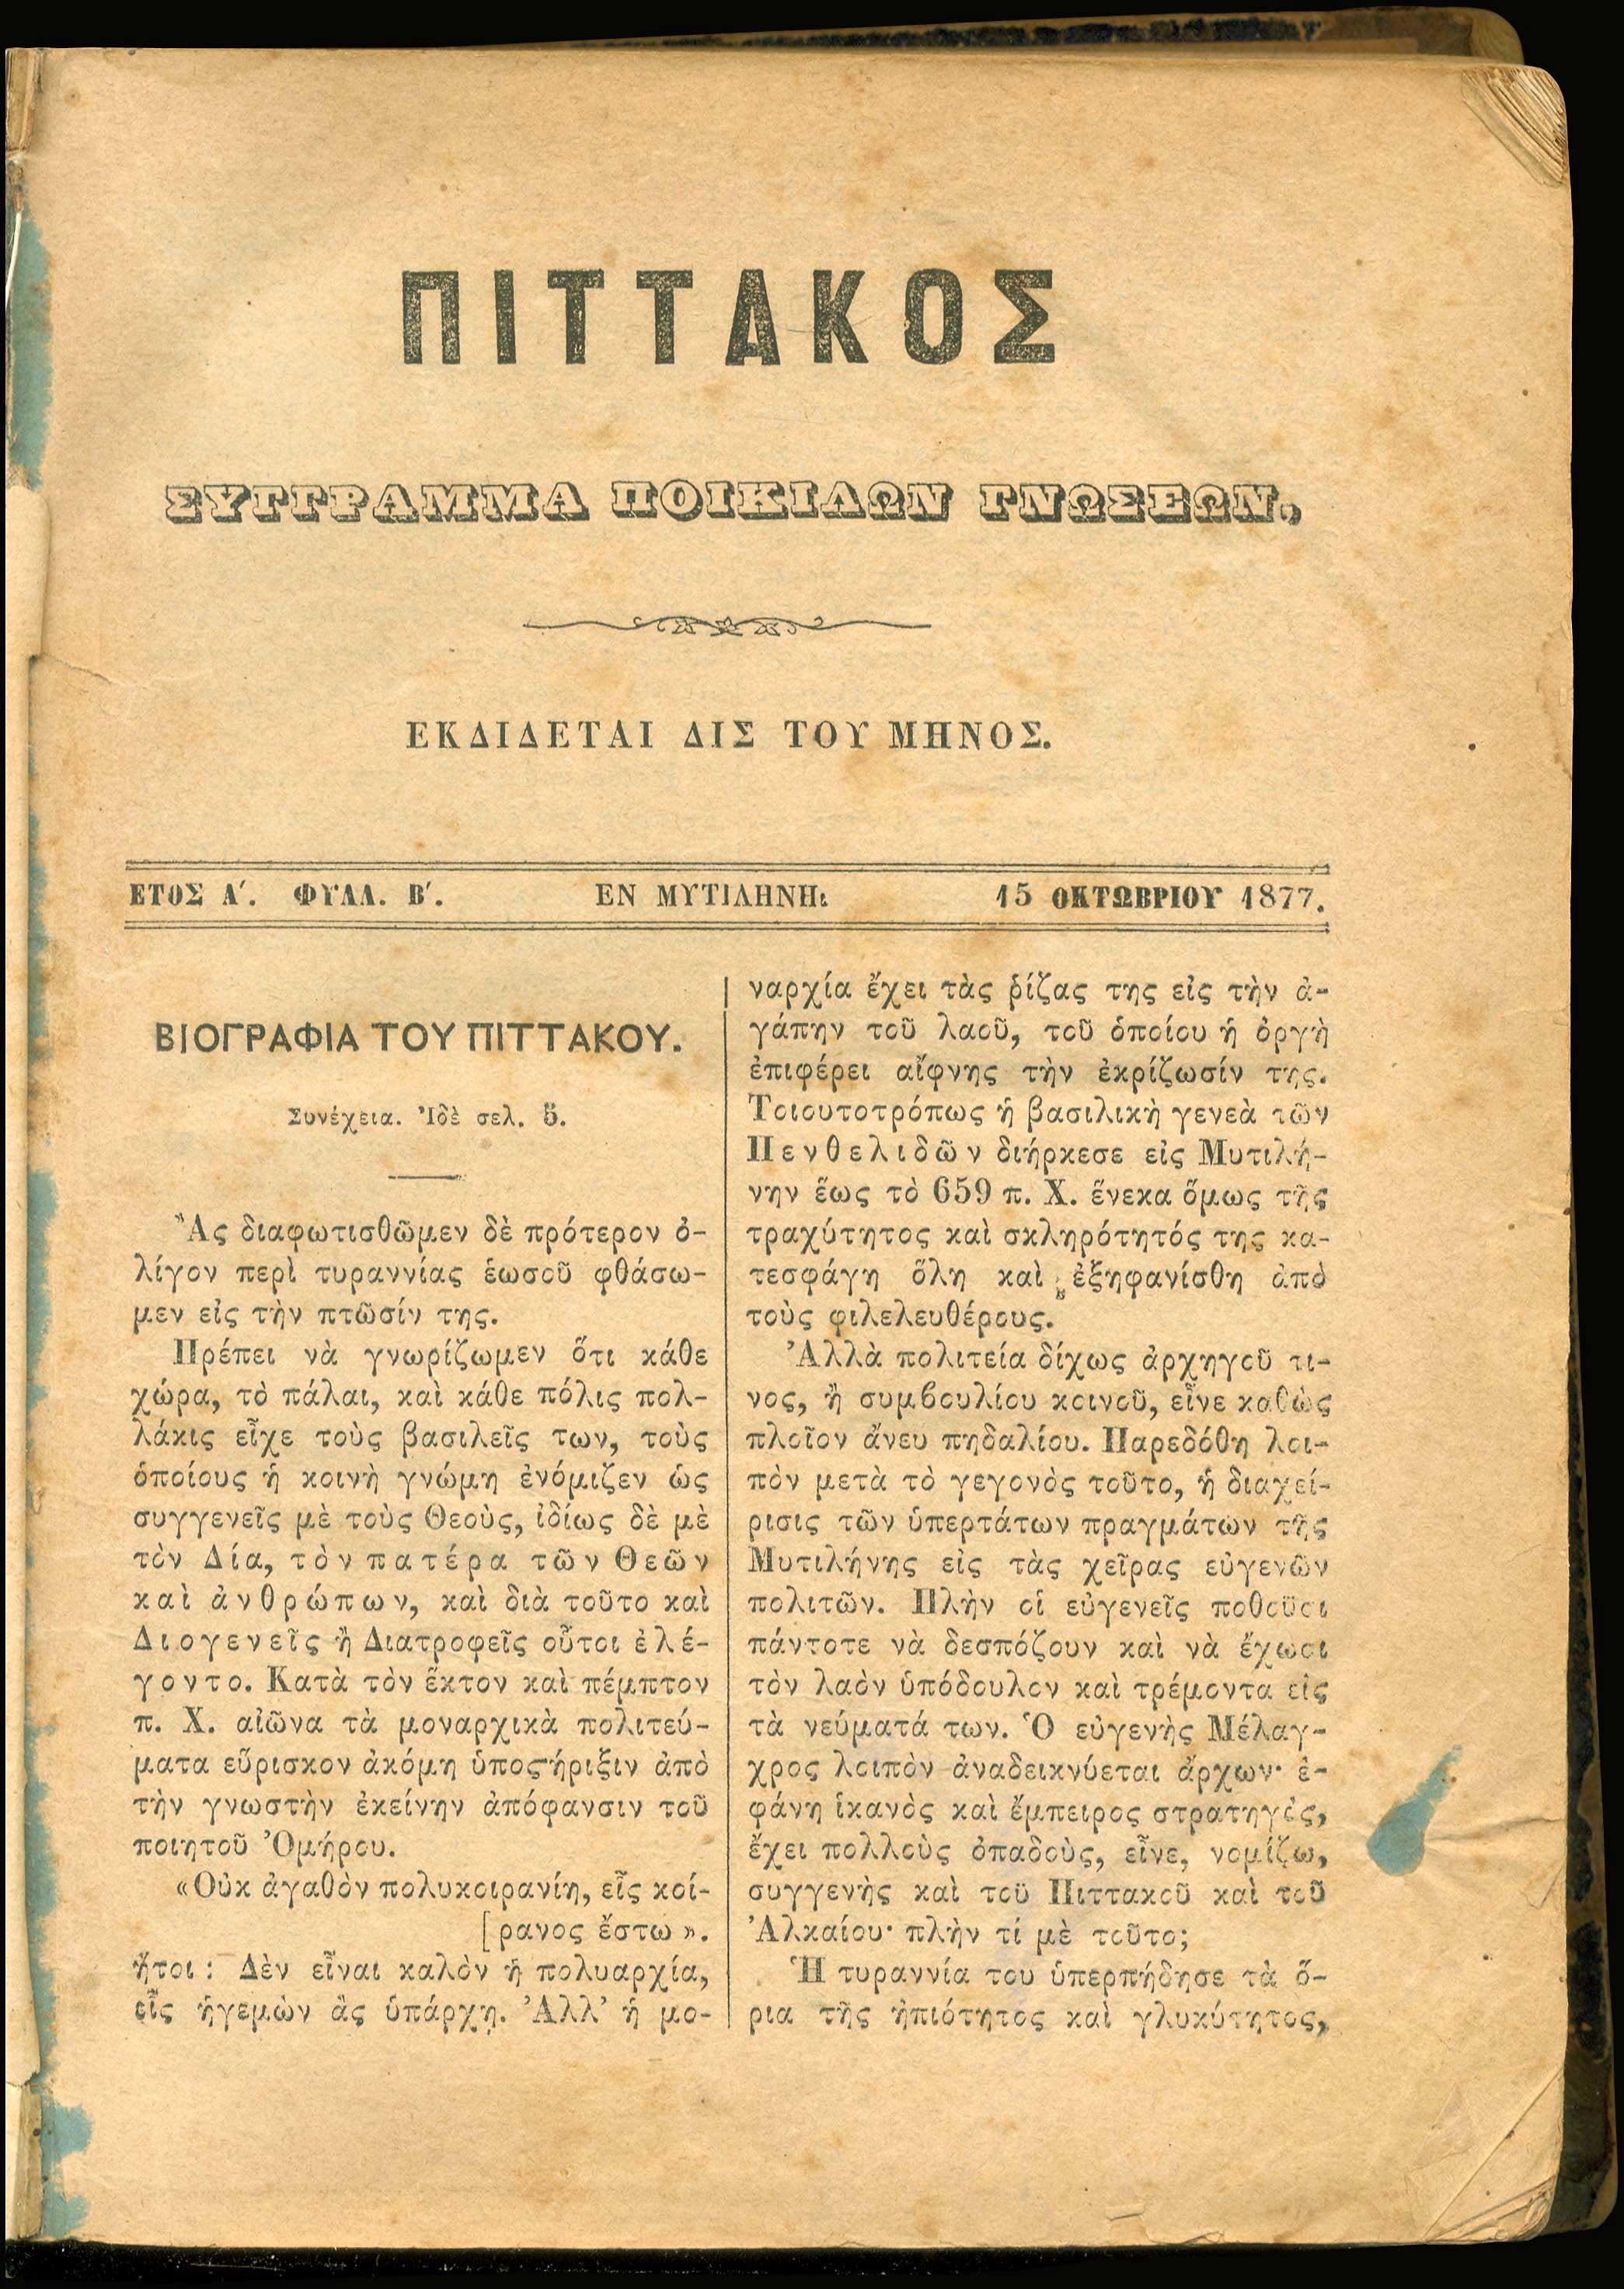 ΠΙΤΤΑΚΟΣ
ΣΥΓΓΡΑΜΜΑ ΠΟΙΚΙΛΩΝ ΓΝΩΣΕΩΝ,
ΕΚΔΙΔΕΤΑΙ ΔΙΣ ΤΟΥ ΜΗΝΟΣ.
ΕΤΟΣ Α΄. ΦΥΛΛ. Β΄. ΕΝ ΜΥΤΙΛΗΝΗι 15 ΟΚΤΩΒΡΙΟΥ 1877.
ΒΙΟΓΡΑΦΙΑ ΤΟΥ ΠΙΤΤΑΚΟΥ.
Συνέχεια. Ἰδὲ σελ. 5.
Ἂς διαφωτισθῶμεν δὲ πρότερον ὀ-
λίγον περὶ τυραννίας ἑωσοῦ φθάσω-
μεν εἰς τὴν πτῶσίν της.
Πρέπει νὰ γνωρίζωμεν ὅτι κάθε
χώρα, τὸ πάλαι, καὶ κάθε πόλις πολ-
λάκις εἶχε τοὺς βασιλεῖς των, τοὺς
ὁποίους ἡ κοινὴ γνώμη ἐνόμιζεν ὡς
συγγενεῖς μὲ τοὺς Θεοὺς, ἰδίως δὲ μὲ
τὸν Δία, τὸν πατέρα τῶν Θεῶν
καὶ ἀνθρώπων, καὶ διὰ τοῦτο καὶ
Διογενεῖς ἢ Διατροφεῖς οὗτοι ἐλέ-
γοντο. Κατὰ τὸν ἕκτον καὶ πέμπτον
π. Χ. αἰῶνα τὰ μοναρχικὰ πολιτεύ-
ματα εὕρισκον ἀκόμη ὑποςήριξιν ἀπὸ
τὴν γνωστὴν ἐκείνην ἀπόφανσιν τοῦ
ποιητοῦ Ὁμήρου.
«Οὐκ ἀγαθὸν πολυκοιρανίη, εἷς κοί-
[ρανος ἔστω».
ἤτοι: Δὲν εἶναι καλὸν ἡ πολυαρχία,
εἷς ἡγεμὼν ἂς ὑπάρχῃ. Ἀλλ' ἡ μο-
ναρχία ἔχει τὰς ῥίζας της εἰς τὴν ἀ-
γάπην τοῦ λαοῦ, τοῦ ὁποίου ἡ ὀργὴ
ἐπιφέρει αἴφνης τὴν ἐκρίζωσίν της.
Τοιουτοτρόπως ἡ βασιλικὴ γενεὰ τῶν
Πενθελιδῶν διήρκεσε εἰς Μυτιλή-
νην ἕως τὸ 659 π. Χ. ἕνεκα ὅμως τῆς
τραχύτητος καὶ σκληρότητός της κα-
τεσφάγη ὅλη καὶ ἐξηφανίσθη ἀπὸ
τοὺς φιλελευθέρους.
Ἀλλὰ πολιτεία δίχως ἀρχηγοῦ τι-
νος, ἢ συμβουλίου κοινοῦ, εἶνε καθὼς
πλοῖον ἄνευ πηδαλίου. Παρεδόθη λοι-
πὸν μετὰ τὸ γεγονὸς τοῦτο, ἡ διαχεί-
ρισις τῶν ὑπερτάτων πραγμάτων τῆς
Μυτιλήνης εἰς τὰς χεῖρας εὐγενῶν
πολιτῶν. Πλὴν οἱ εὐγενεῖς ποθοῦσι
πάντοτε νὰ δεσπόζουν καὶ νὰ ἔχωσι
τὸν λαὸν ὑπόδουλον καὶ τρέμοντα εἰς
τὰ νεύματά των. Ὁ εὐγενὴς Μέλαγ-
χρος λοιπὸν ἀναδεικνύεται ἄρχων· ἐ-
φάνη ἱκανὸς καὶ ἔμπειρος στρατηγὸς,
ἔχει πολλοὺς ὀπαδοὺς, εἶνε, νομίζω,
συγγενὴς καὶ τοῦ Πιττακοῦ καὶ τοῦ
Ἀλκαίου· πλὴν τί μὲ τοῦτο;
Ἡ τυραννία του ὑπερπήδησε τὰ ὅ-
ρια τῆς ἠπιότητος καὶ γλυκύτητος,